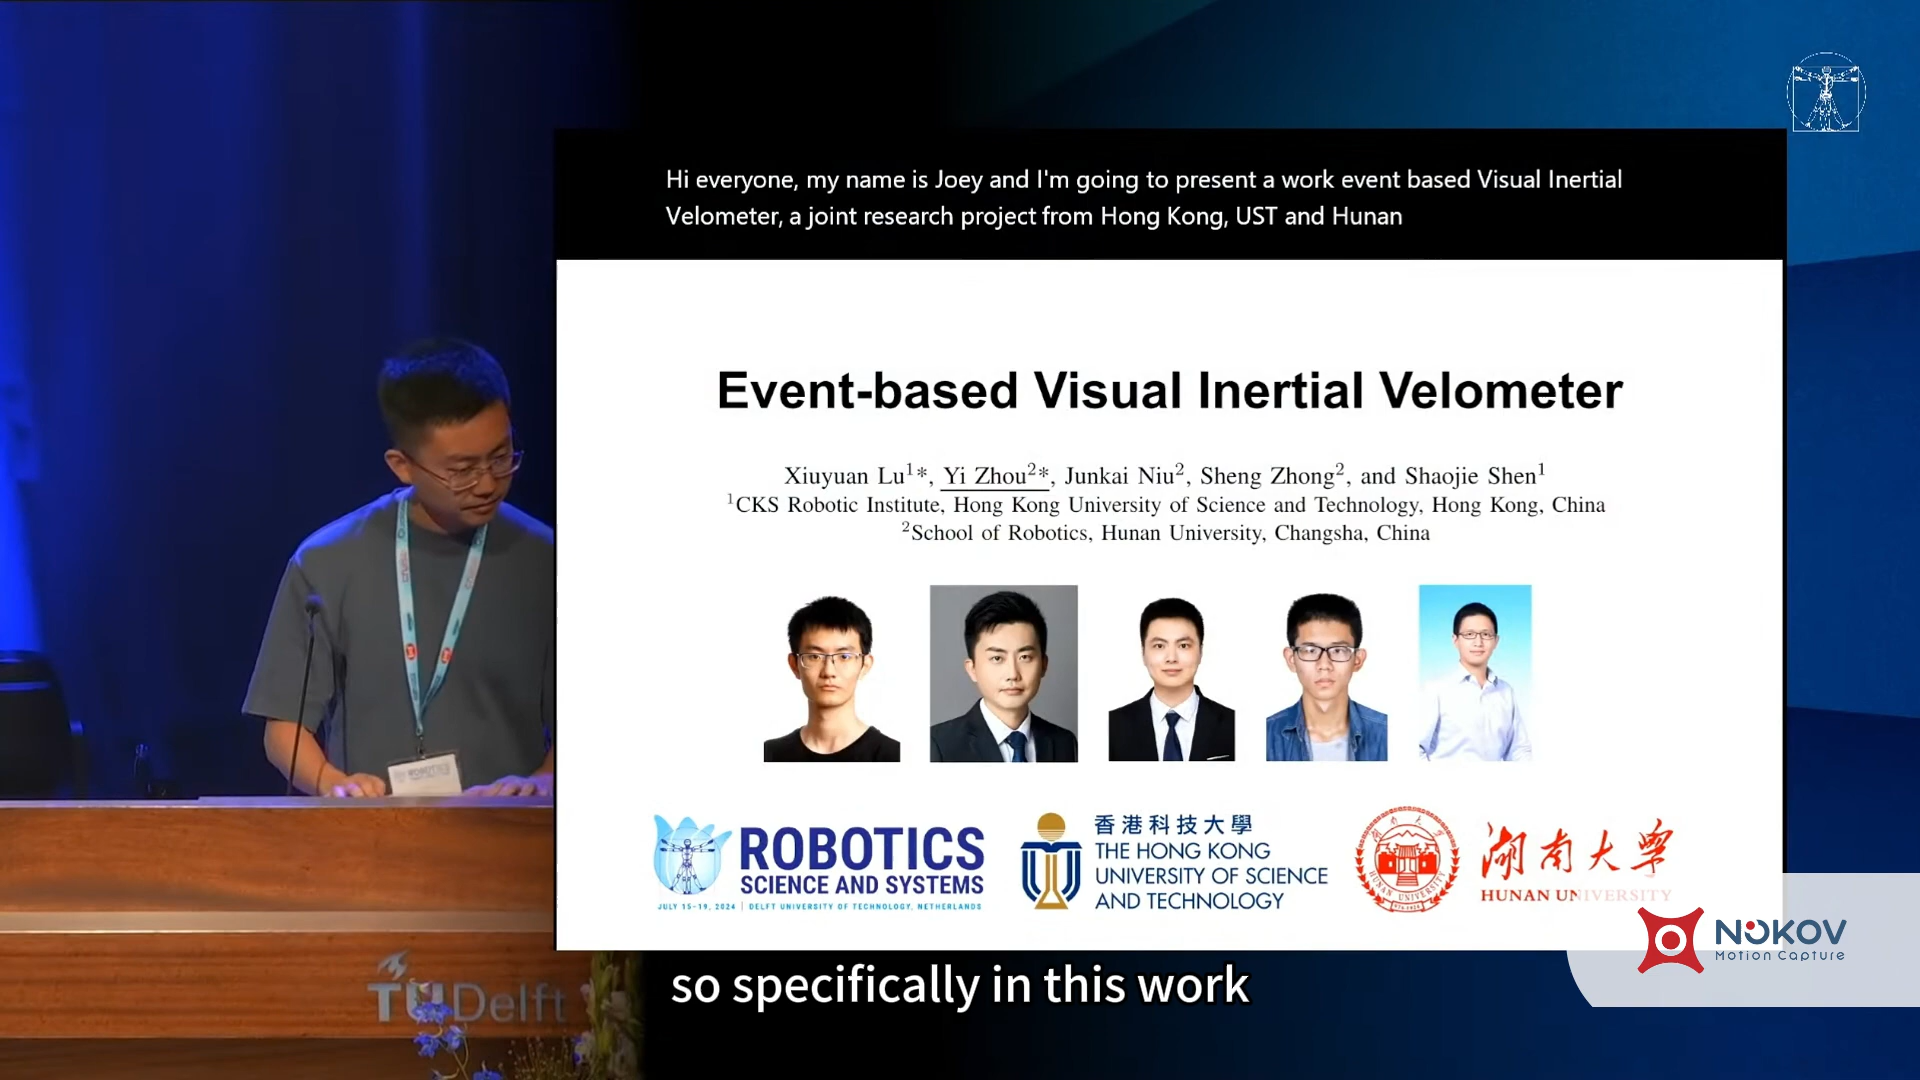 Hi everyone, my name is Joey and I'm going to present a work event based Visual Inertial
Velometer, a joint research project from Hong Kong, UST and Hunan
Event-based Visual Inertial Velometer
Xiuyuan Lu1*, Yi Zhou2*, Junkai Niu2, Sheng Zhong2, and Shaojie Shen1
1CKS Robotic Institute, Hong Kong University of Science and Technology, Hong Kong, China
2School of Robotics, Hunan University, Changsha, China
ROBOTICS
SCIENCE AND SYSTEMS
JULY 15-19, 2024 | DELFT UNIVERSITY OF TECHNOLOGY, NETHERLANDS
香港科技大學
THE HONG KONG
UNIVERSITY OF SCIENCE
AND TECHNOLOGY
HUNAN UNIVERSITY
湖南大學
HUNAN UNIVERSITY
NOKOV
Motion Capture
so specifically in this work
TU Delft
ROBOTICS